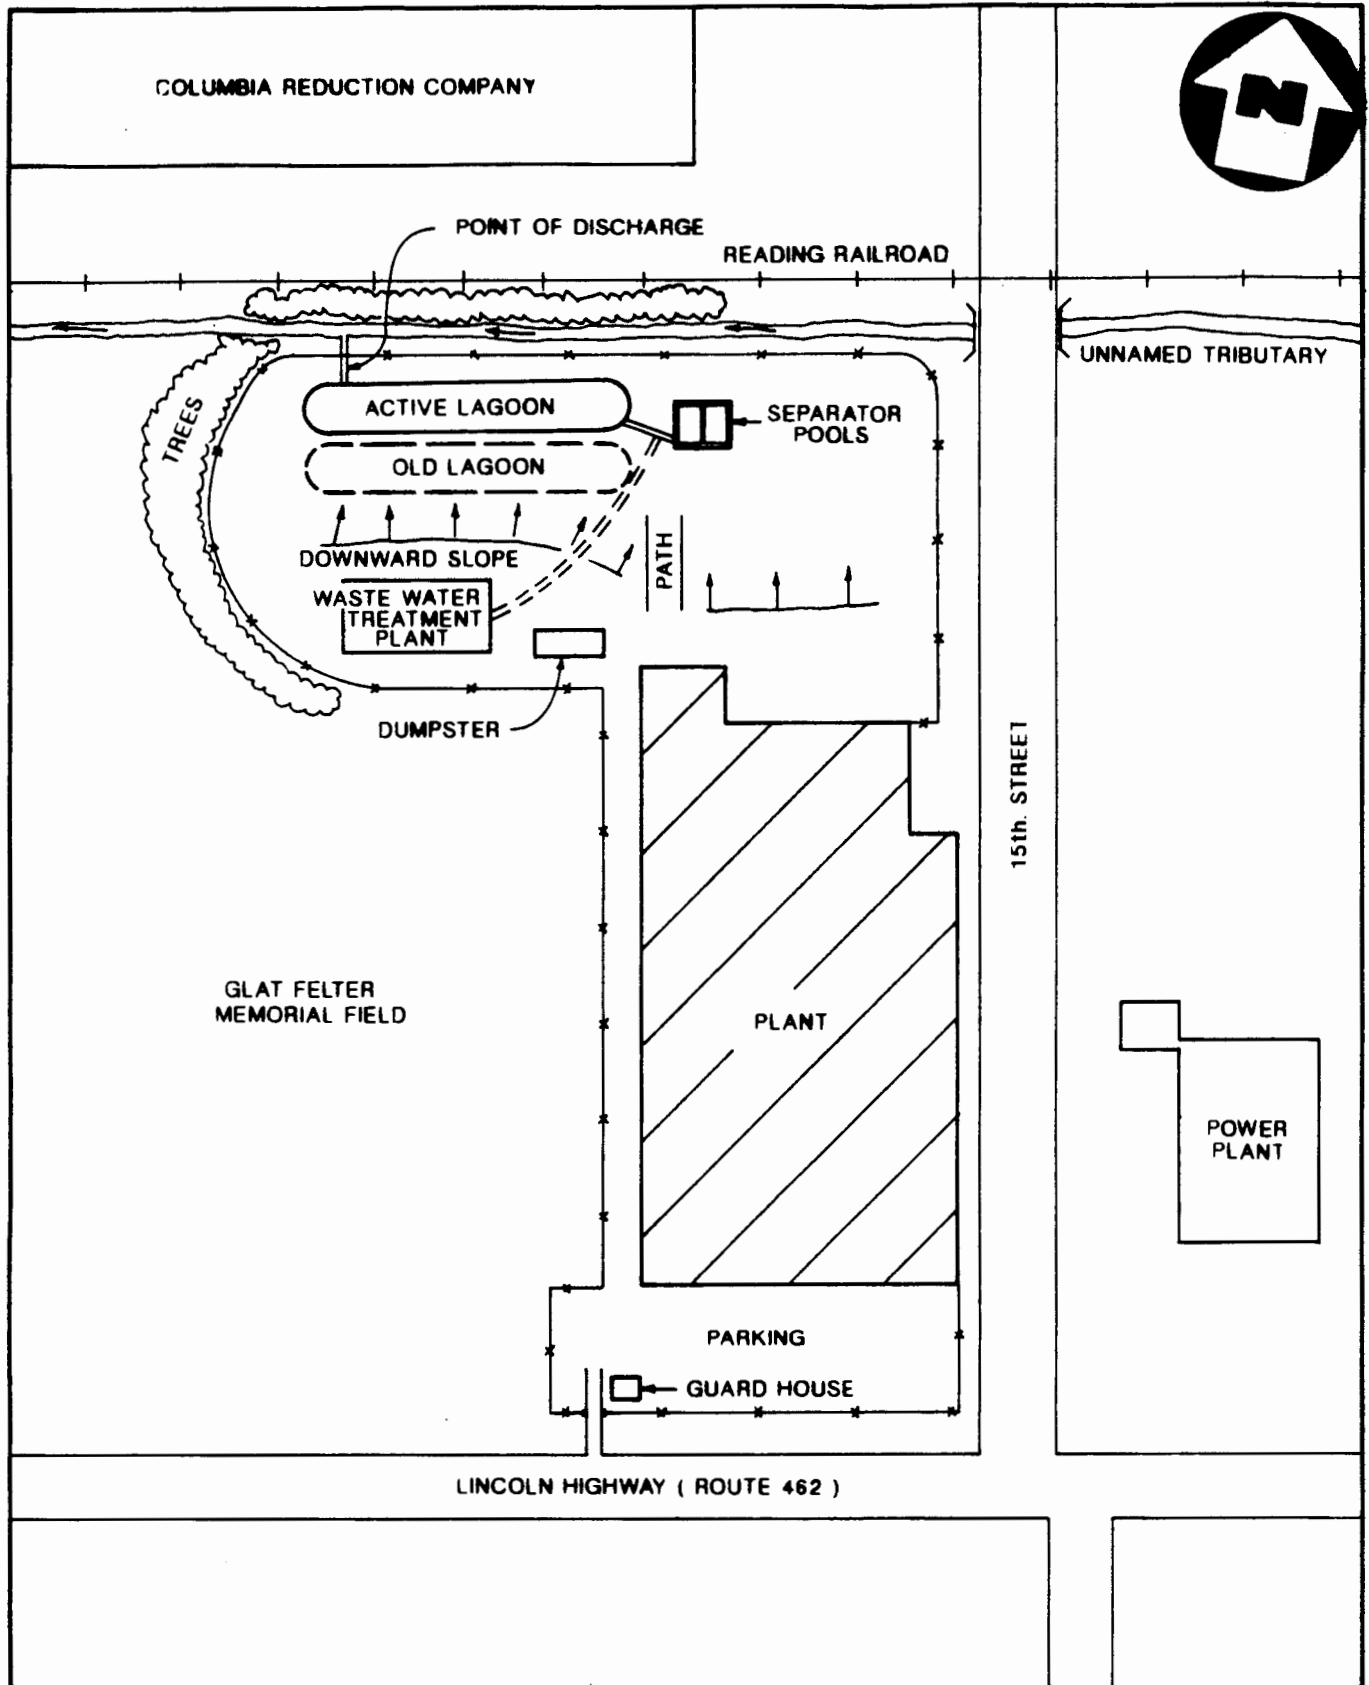 COLUMBIA REDUCTION COMPANY
N
POINT OF DISCHARGE
READING RAILROAD
UNNAMED TRIBUTARY
TREES
ACTIVE LAGOON
SEPARATOR
POOLS
OLD LAGOON
DOWNWARD SLOPE
PATH
WASTE WATER
TREATMENT
PLANT
DUMPSTER
15th. STREET
GLAT FELTER
MEMORIAL FIELD
PLANT
POWER
PLANT
PARKING
GUARD HOUSE
LINCOLN HIGHWAY ( ROUTE 462 )